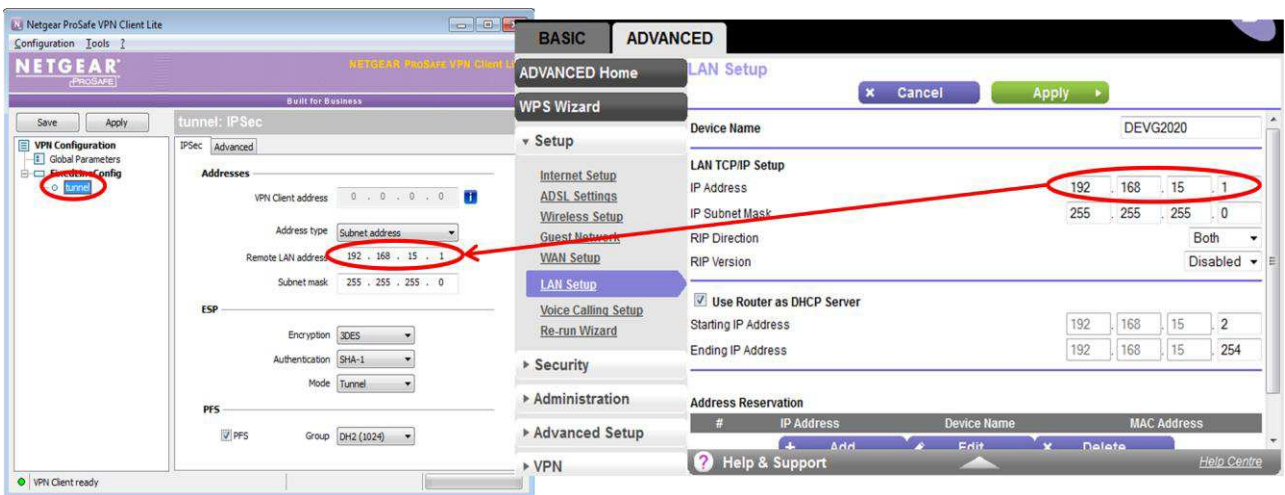 Netgear ProSafe VPN Client Lite
Configuration Tools ?
NETGEAR
PROSAFE
NETGEAR PROSAFE VPN Client
Built for Business
Save Apply
tunnel: IPSec
VPN Configuration
Global Parameters
FixedLineConfig
tunnel
IPSec Advanced
Addresses
VPN Client address 0 . 0 . 0 . 0
Address type Subnet address
Remote LAN address 192 . 168 . 15 . 1
Subnet mask 255 . 255 . 255 . 0
ESP
Encryption 3DES
Authentication SHA-1
Mode Tunnel
PFS
PFS Group DH2 (1024)
VPN Client ready
BASIC ADVANCED
ADVANCED Home
WPS Wizard
Setup
Internet Setup
ADSL Settings
Wireless Setup
Guest Network
WAN Setup
LAN Setup
Voice Calling Setup
Re-run Wizard
Security
Administration
Advanced Setup
VPN
LAN Setup
Cancel Apply
Device Name DEVG2020
LAN TCP/IP Setup
IP Address 192 . 168 . 15 . 1
IP Subnet Mask 255 . 255 . 255 . 0
RIP Direction Both
RIP Version Disabled
Use Router as DHCP Server
Starting IP Address 192 . 168 . 15 . 2
Ending IP Address 192 . 168 . 15 . 254
Address Reservation
# IP Address Device Name MAC Address
Add Edit Delete
Help & Support Help Centre